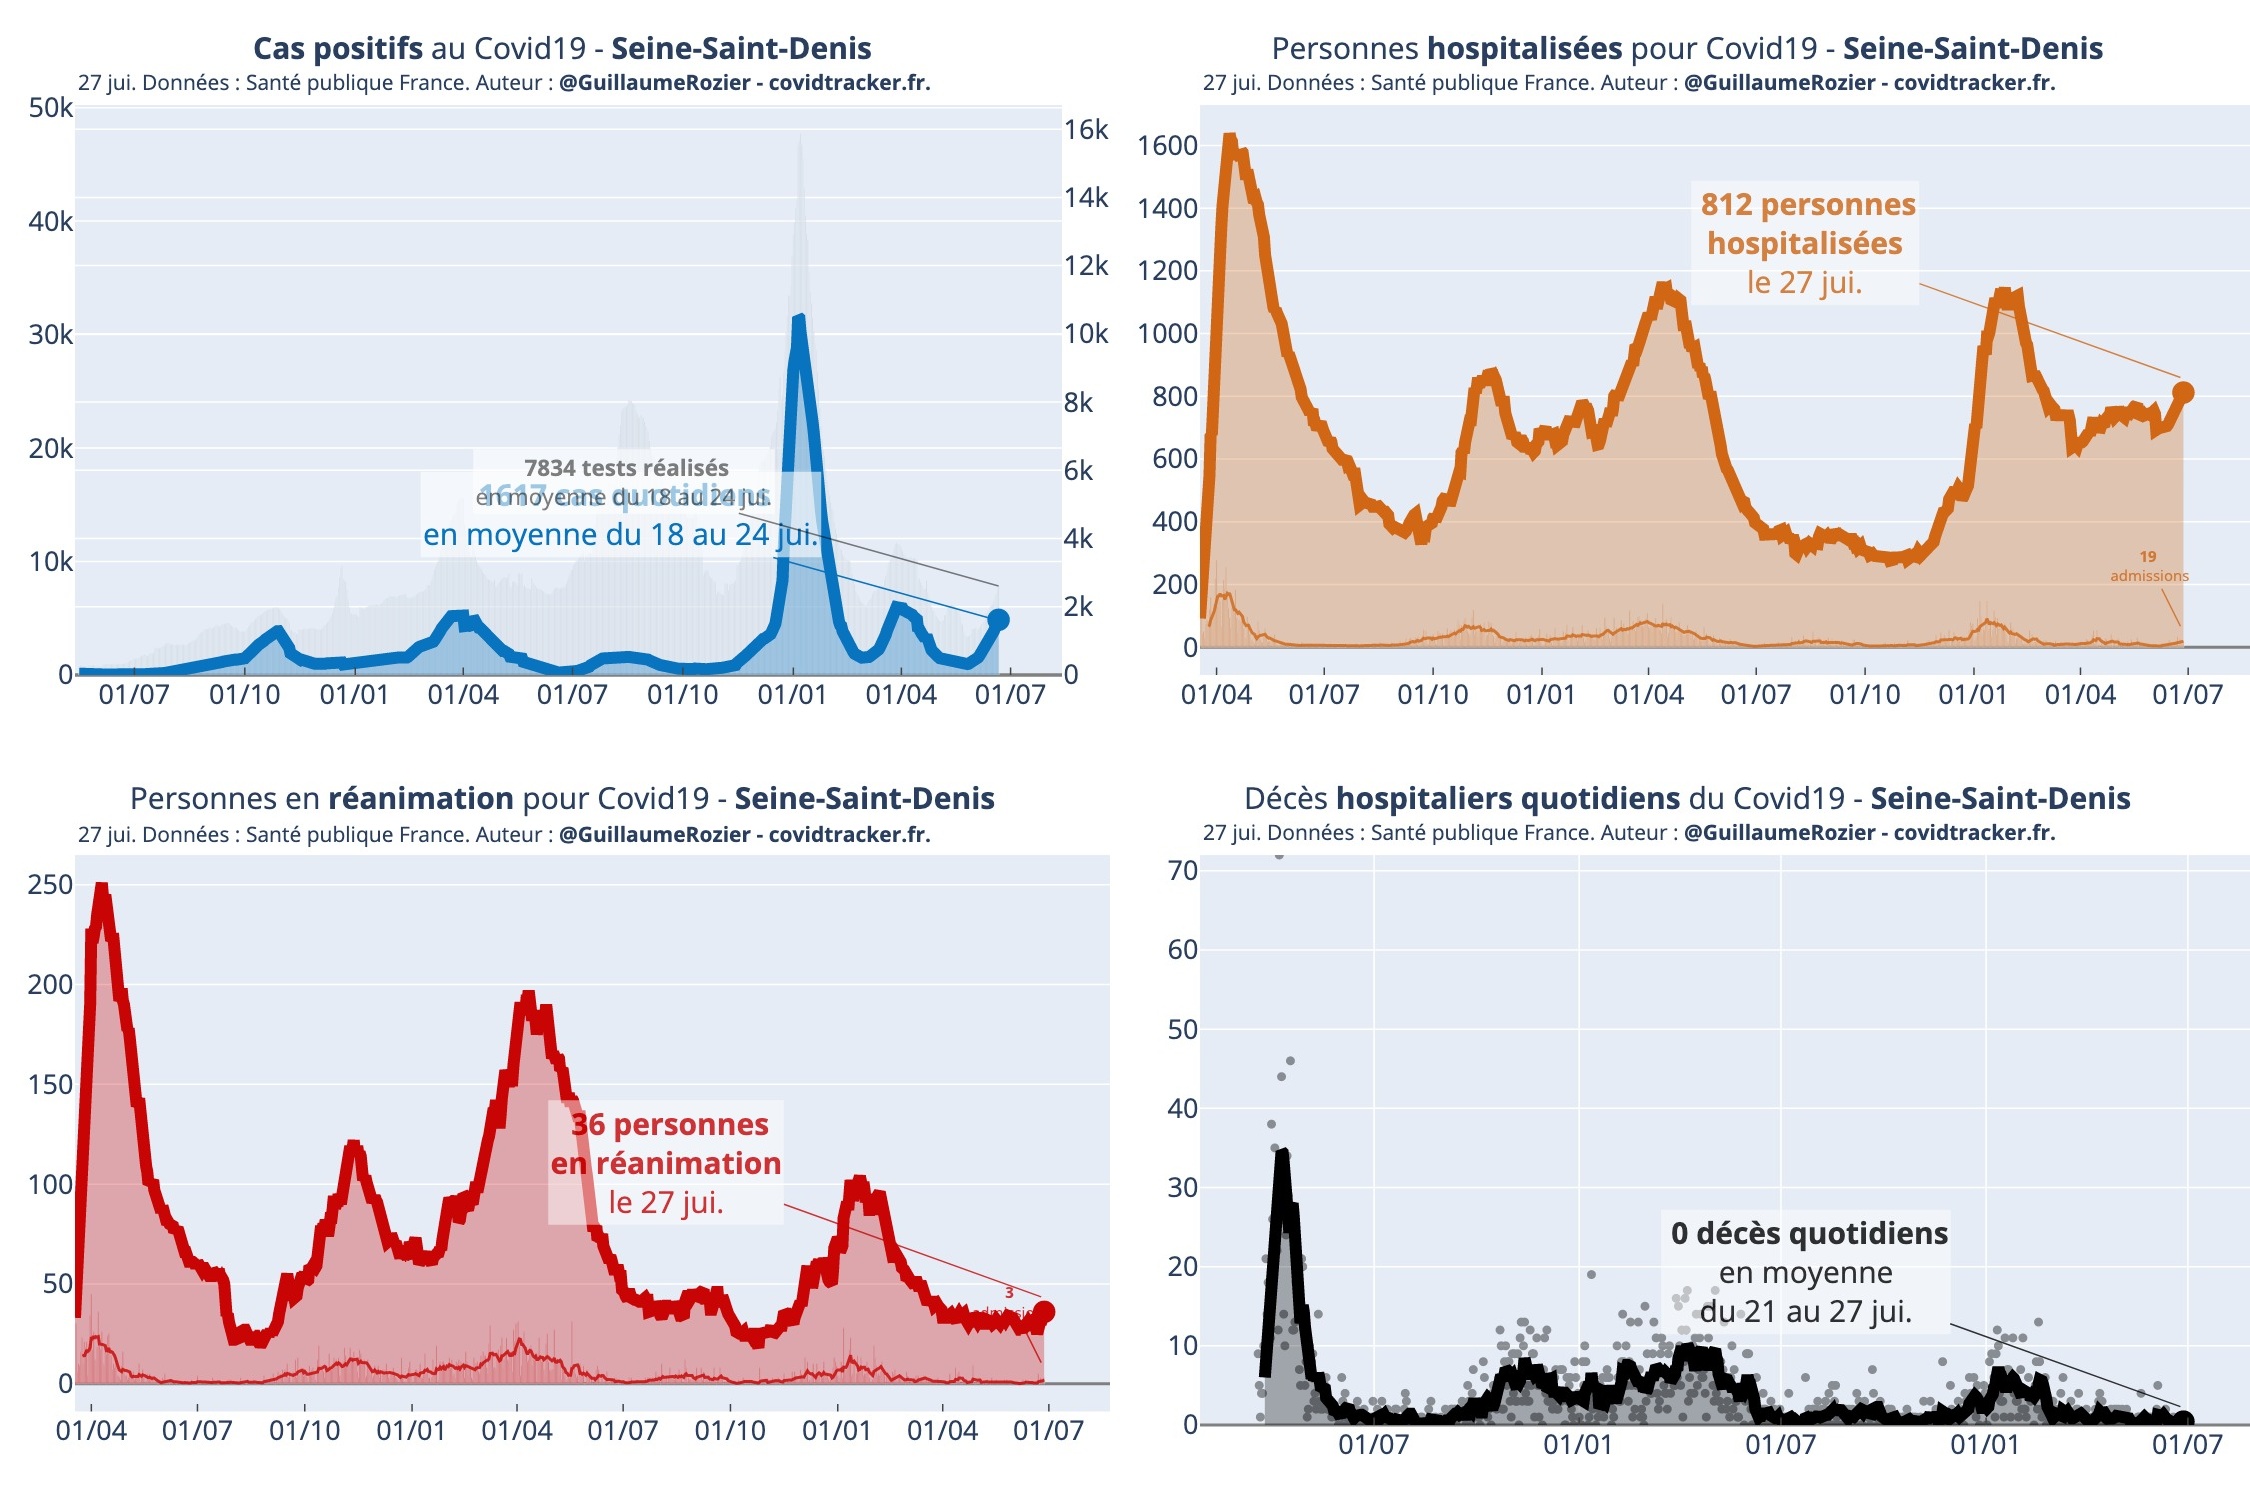 Cas positifs au Covid19 - Seine-Saint-Denis
27 jui. Données : Santé publique France. Auteur : @GuillaumeRozier - covidtracker.fr.
50k
40k
30k
20k
10k
0
16k
14k
12k
10k
8k
6k
4k
2k
0
7834 tests réalisés
en moyenne du 18 au 24 jui.
1617 cas quotidiens
en moyenne du 18 au 24 jui.
01/07 01/10 01/01 01/04 01/07 01/10 01/01 01/04 01/07
Personnes hospitalisées pour Covid19 - Seine-Saint-Denis
27 jui. Données : Santé publique France. Auteur : @GuillaumeRozier - covidtracker.fr.
1600
1400
1200
1000
800
600
400
200
0
812 personnes
hospitalisées
le 27 jui.
19
admissions
01/04 01/07 01/10 01/01 01/04 01/07 01/10 01/01 01/04 01/07
Personnes en réanimation pour Covid19 - Seine-Saint-Denis
27 jui. Données : Santé publique France. Auteur : @GuillaumeRozier - covidtracker.fr.
250
200
150
100
50
0
36 personnes
en réanimation
le 27 jui.
3
01/04 01/07 01/10 01/01 01/04 01/07 01/10 01/01 01/04 01/07
Décès hospitaliers quotidiens du Covid19 - Seine-Saint-Denis
27 jui. Données : Santé publique France. Auteur : @GuillaumeRozier - covidtracker.fr.
70
60
50
40
30
20
10
0
0 décès quotidiens
en moyenne
du 21 au 27 jui.
01/07 01/01 01/07 01/01 01/07